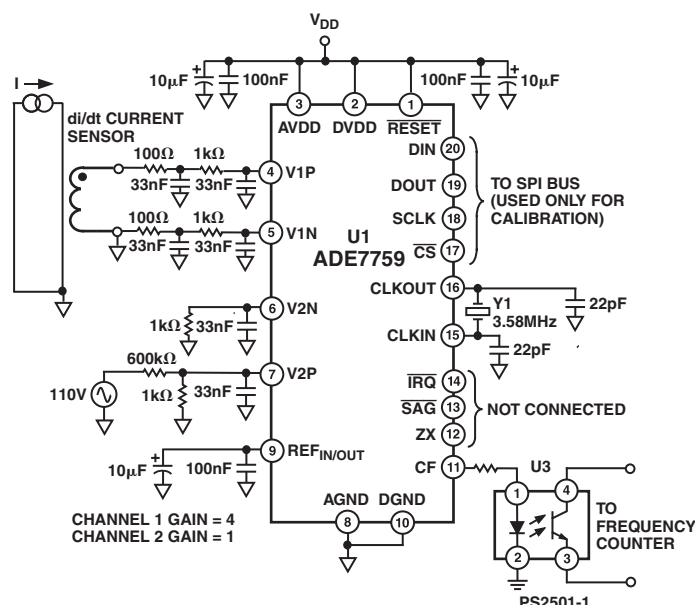 VDD
10µF
100nF
100nF
10µF
I
di/dt CURRENT
SENSOR
3
2
1
AVDD
DVDD
RESET
100Ω
1kΩ
33nF
33nF
4
V1P
100Ω
1kΩ
33nF
33nF
5
V1N
U1
ADE7759
DIN
20
DOUT
19
SCLK
18
CS
17
TO SPI BUS
(USED ONLY FOR
CALIBRATION)
CLKOUT
16
Y1
3.58MHz
22pF
CLKIN
15
22pF
6
V2N
1kΩ
33nF
600kΩ
7
V2P
110V
1kΩ
33nF
IRQ
14
SAG
13
ZX
12
NOT CONNECTED
9
REFIN/OUT
10µF
100nF
CF
11
U3
1
4
2
3
TO
FREQUENCY
COUNTER
PS2501-1
AGND
DGND
8
10
CHANNEL 1 GAIN = 4
CHANNEL 2 GAIN = 1